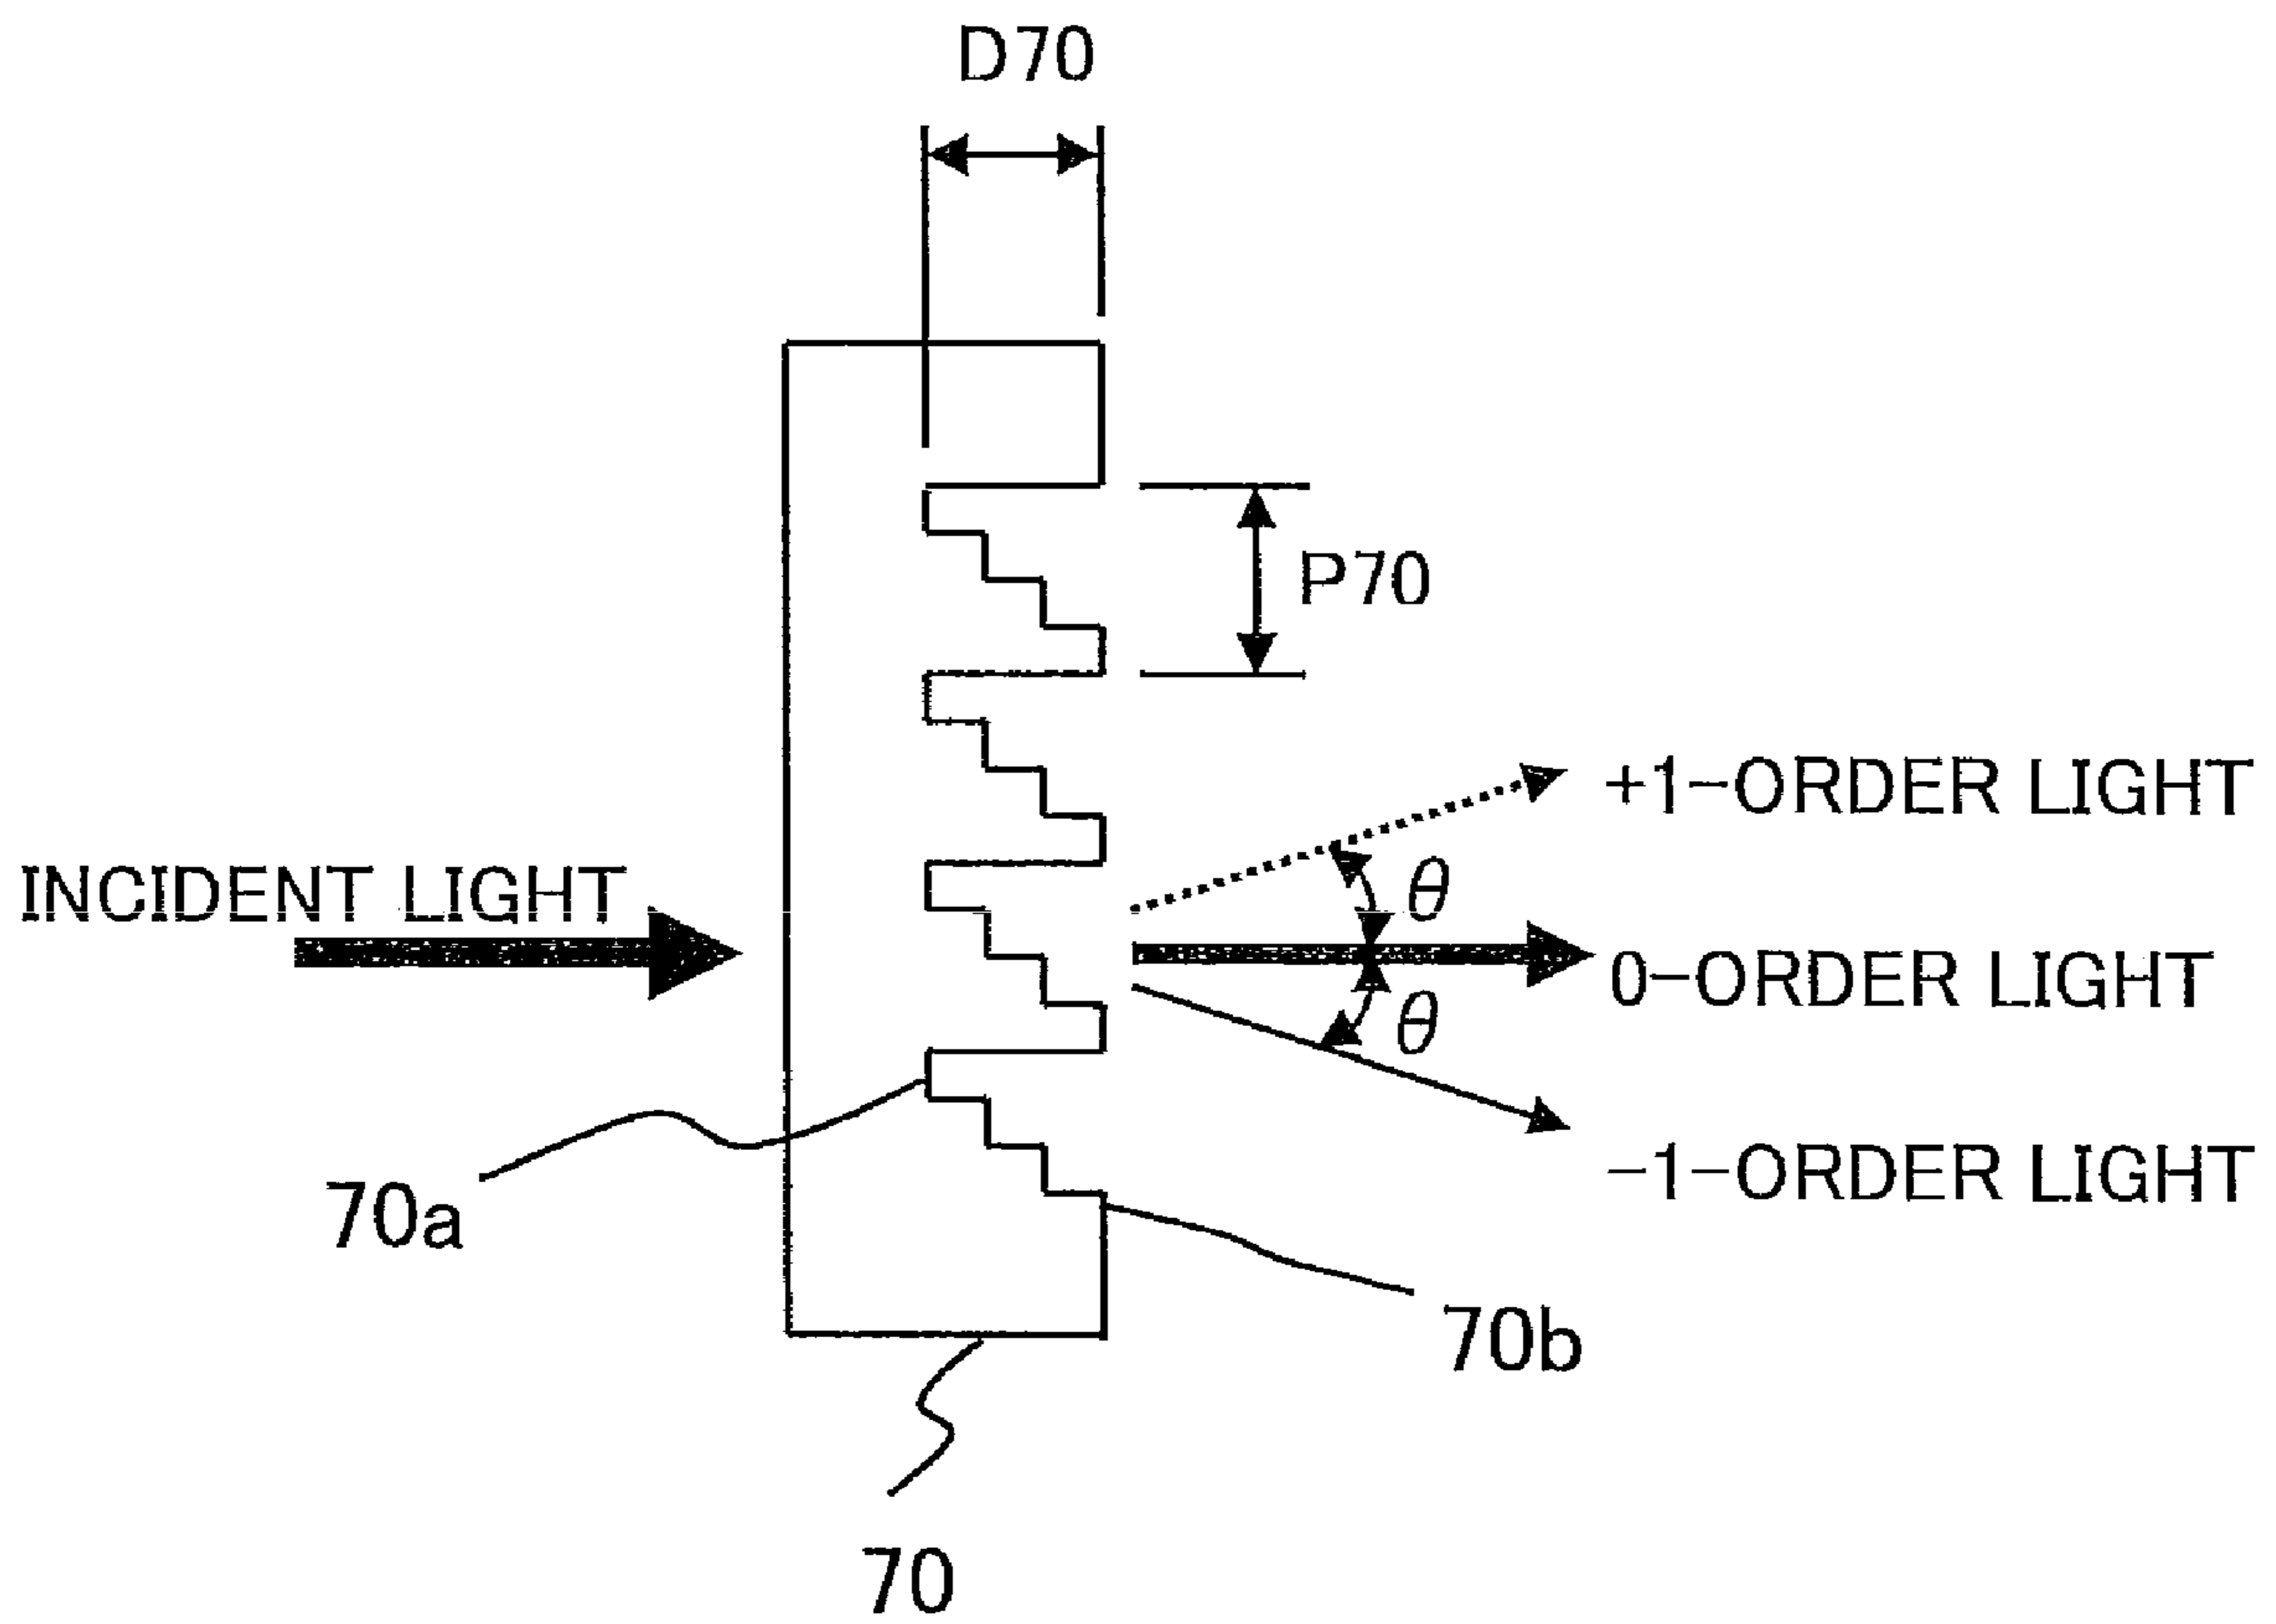 D70
P70
+1-ORDER LIGHT
INCIDENT LIGHT
θ
0-ORDER LIGHT
θ
-1-ORDER LIGHT
70a
70b
70